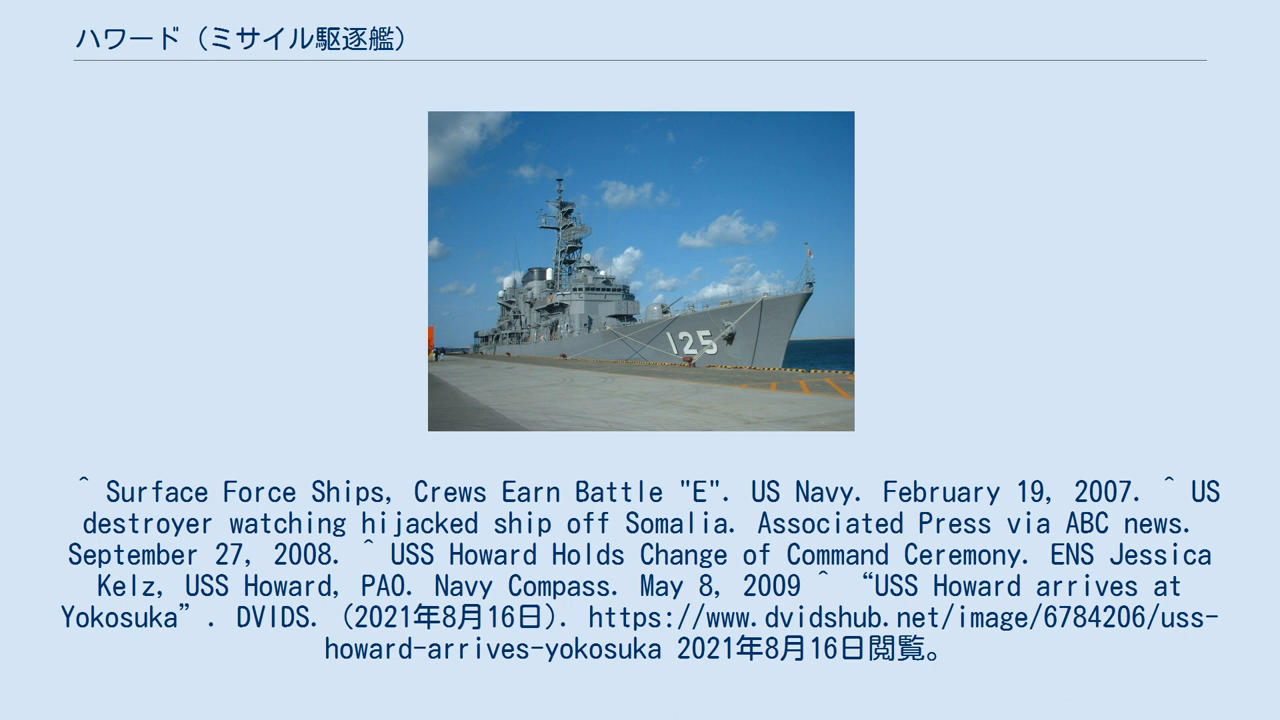 ハワード（ミサイル駆逐艦）
125
^ Surface Force Ships, Crews Earn Battle "E". US Navy. February 19, 2007. ^ US
destroyer watching hijacked ship off Somalia. Associated Press via ABC news.
September 27, 2008. ^ USS Howard Holds Change of Command Ceremony. ENS Jessica
Kelz, USS Howard, PAO. Navy Compass. May 8, 2009 ^ “USS Howard arrives at
Yokosuka”. DVIDS. (2021年8月16日). https://www.dvidshub.net/image/6784206/uss-
howard-arrives-yokosuka 2021年8月16日閲覧。